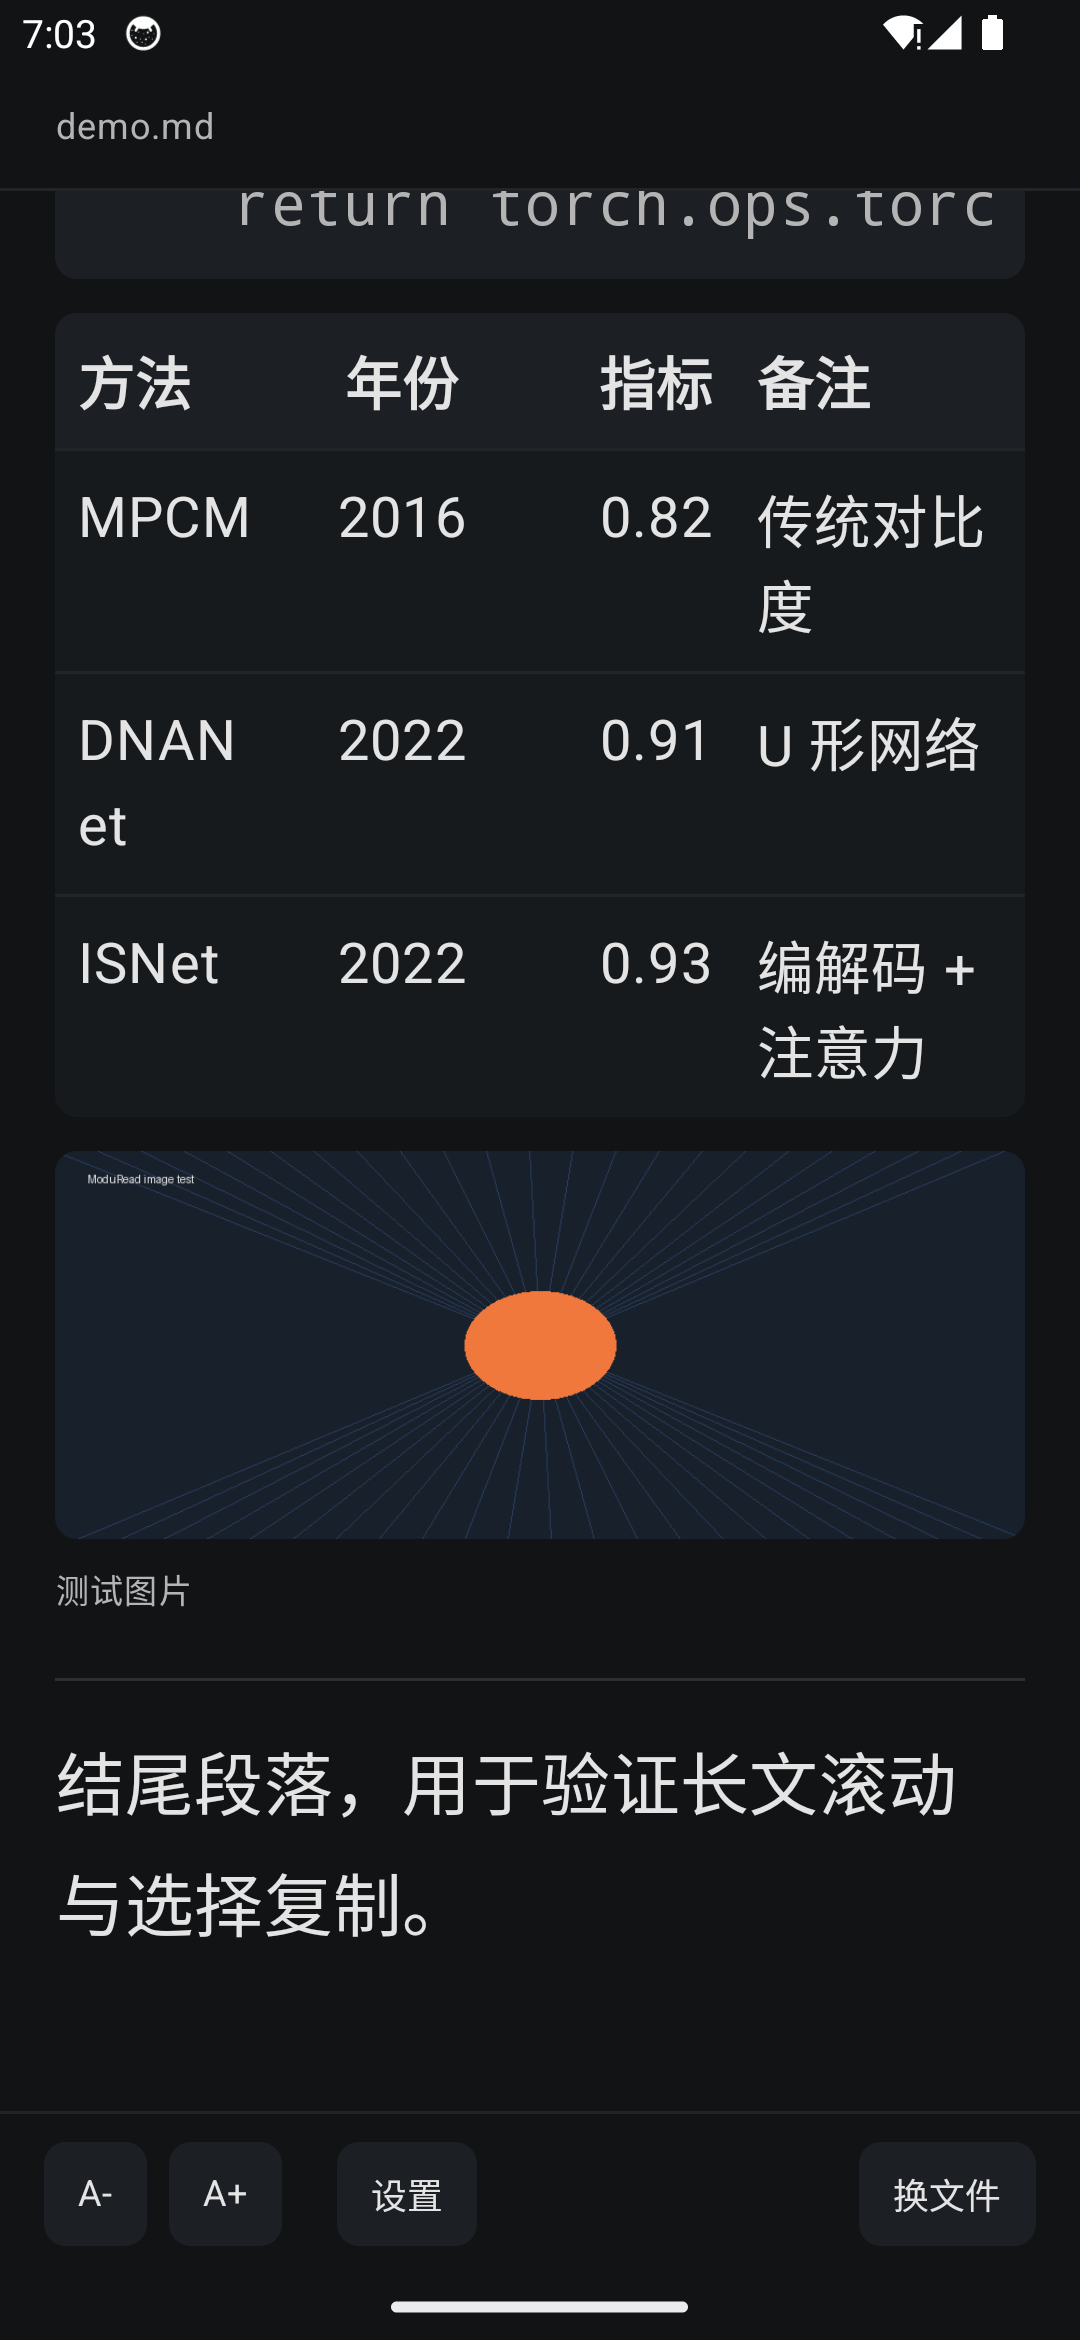 7:03
demo.md
return torch.ops.torc
方法 年份 指标 备注
MPCM 2016 0.82 传统对比
度
DNAN 2022 0.91 U 形网络
et
ISNet 2022 0.93 编解码 +
注意力
ModuRead image test
测试图片
结尾段落，用于验证长文滚动
与选择复制。
A- A+ 设置 换文件